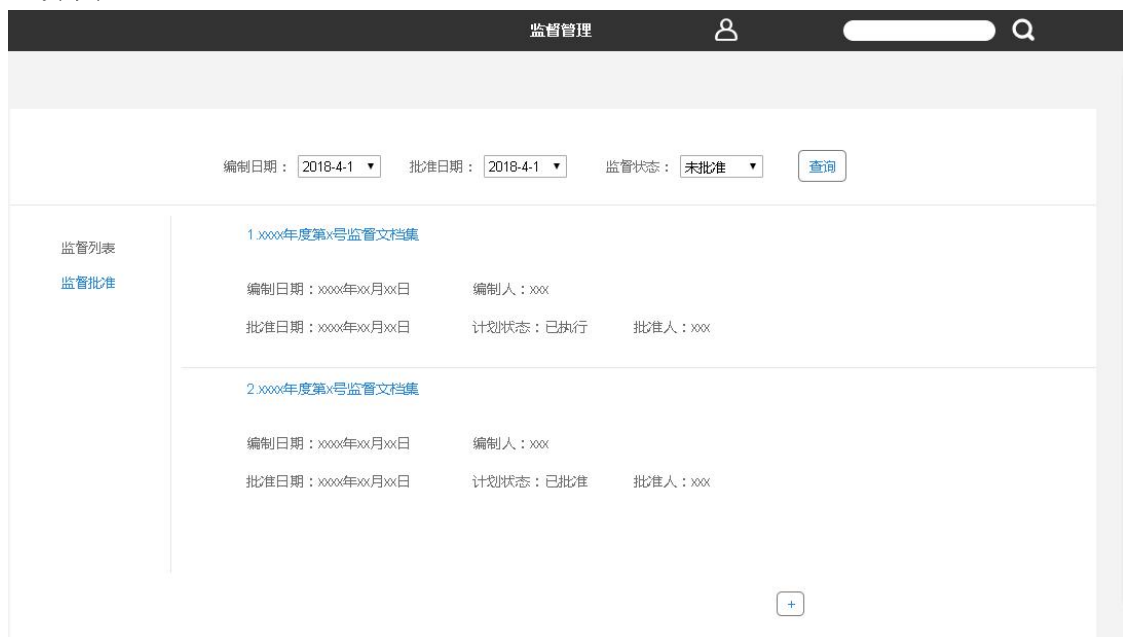 监督管理
编制日期： 2018-4-1 批准日期： 2018-4-1 监督状态： 未批准 查询
监督列表
监督批准
1.xxxx年度第x号监督文档集
编制日期：xxxx年xx月xx日 编制人：xxx
批准日期：xxxx年xx月xx日 计划状态：已执行 批准人：xxx
2.xxxx年度第x号监督文档集
编制日期：xxxx年xx月xx日 编制人：xxx
批准日期：xxxx年xx月xx日 计划状态：已批准 批准人：xxx
+